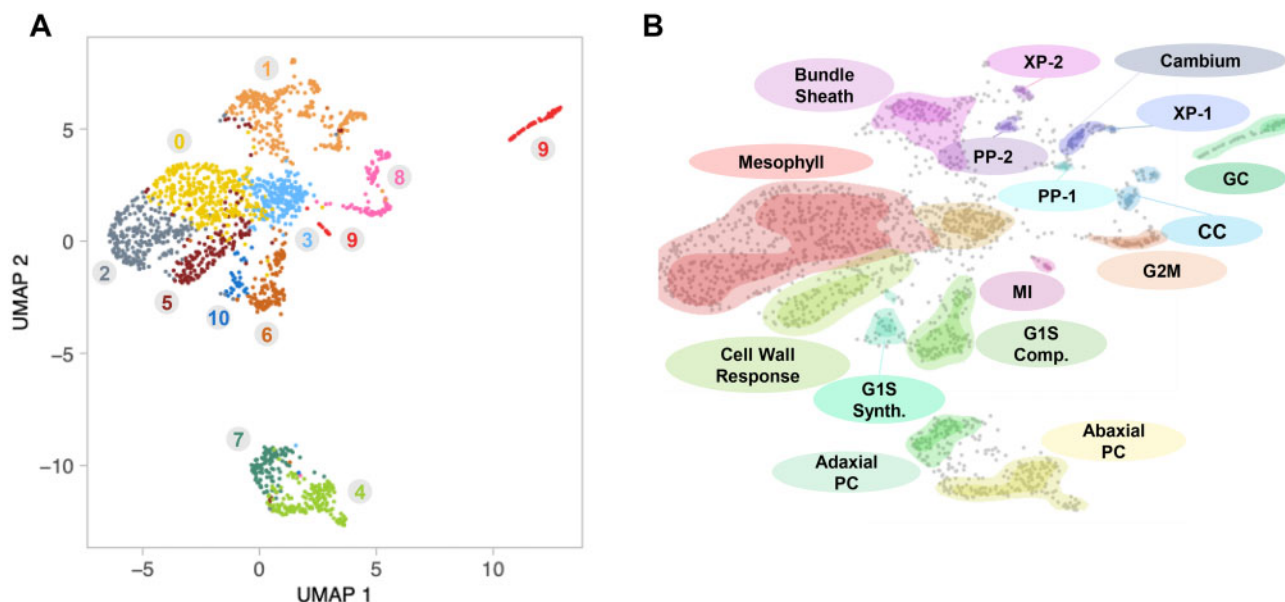 A
1
0
9
8
3
9
2
5
10
6
7
4
5
0
−5
−10
−5
0
5
10
UMAP 2
UMAP 1
B
XP-2
Cambium
Bundle
Sheath
XP-1
PP-2
Mesophyll
GC
PP-1
CC
G2M
MI
G1S
Comp.
Cell Wall
Response
G1S
Synth.
Abaxial
PC
Adaxial
PC